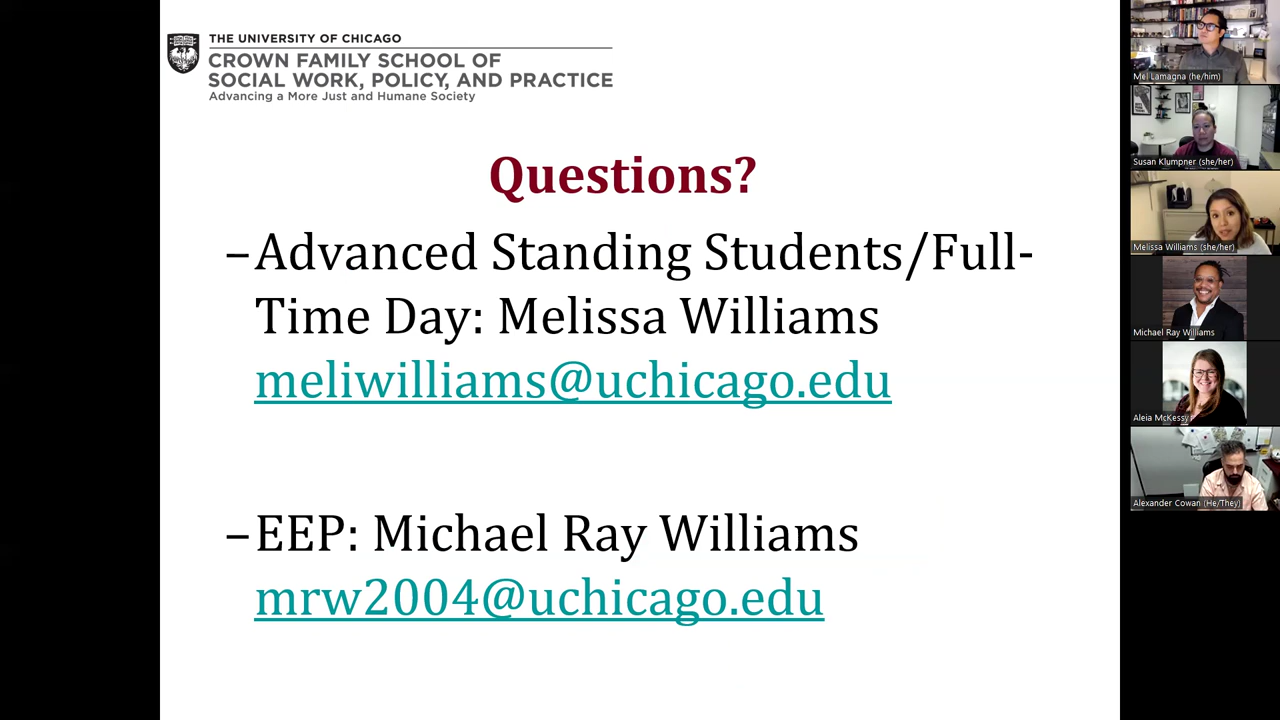 THE UNIVERSITY OF CHICAGO
CROWN FAMILY SCHOOL OF
SOCIAL WORK, POLICY, AND PRACTICE
Advancing a More Just and Humane Society
Questions?
–Advanced Standing Students/Full-
Time Day: Melissa Williams
meliwilliams@uchicago.edu
–EEP: Michael Ray Williams
mrw2004@uchicago.edu
Mel Lamagna (he/him)
Susan Klumpner (she/her)
Melissa Williams (she/her)
Michael Ray Williams
Aleia McKessy
Alexander Cowan (He/They)